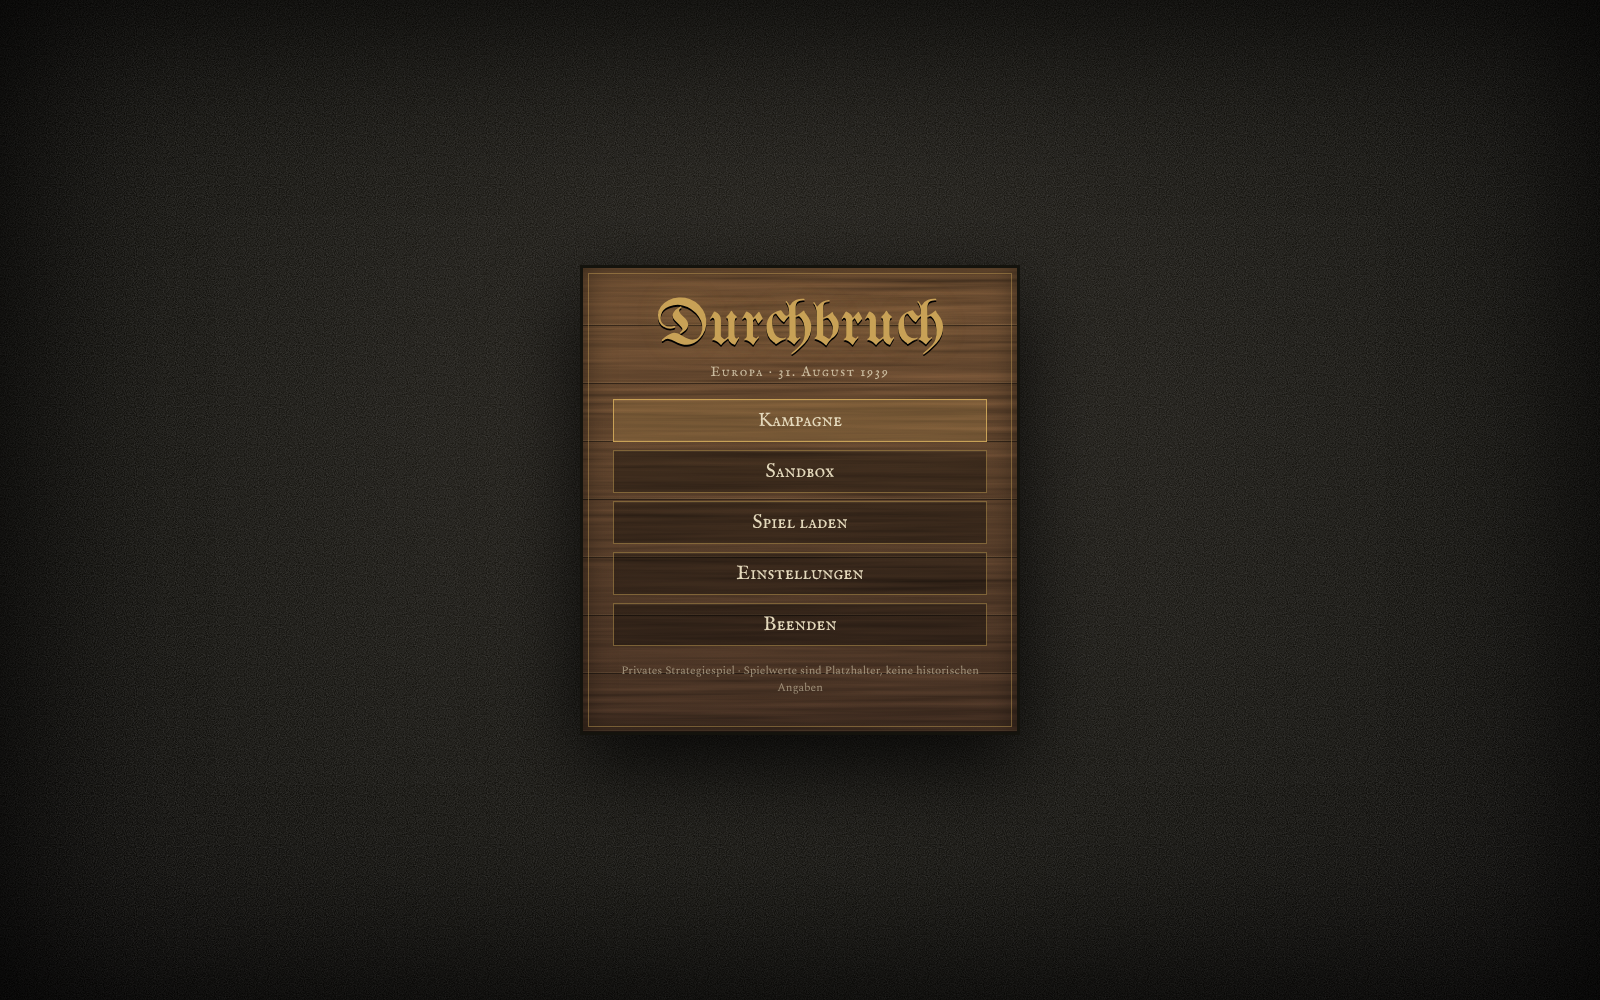 Durchbruch
Europa · 31. August 1939
Kampagne
Sandbox
Spiel laden
Einstellungen
Beenden
Privates Strategiespiel · Spielwerte sind Platzhalter, keine historischen
Angaben